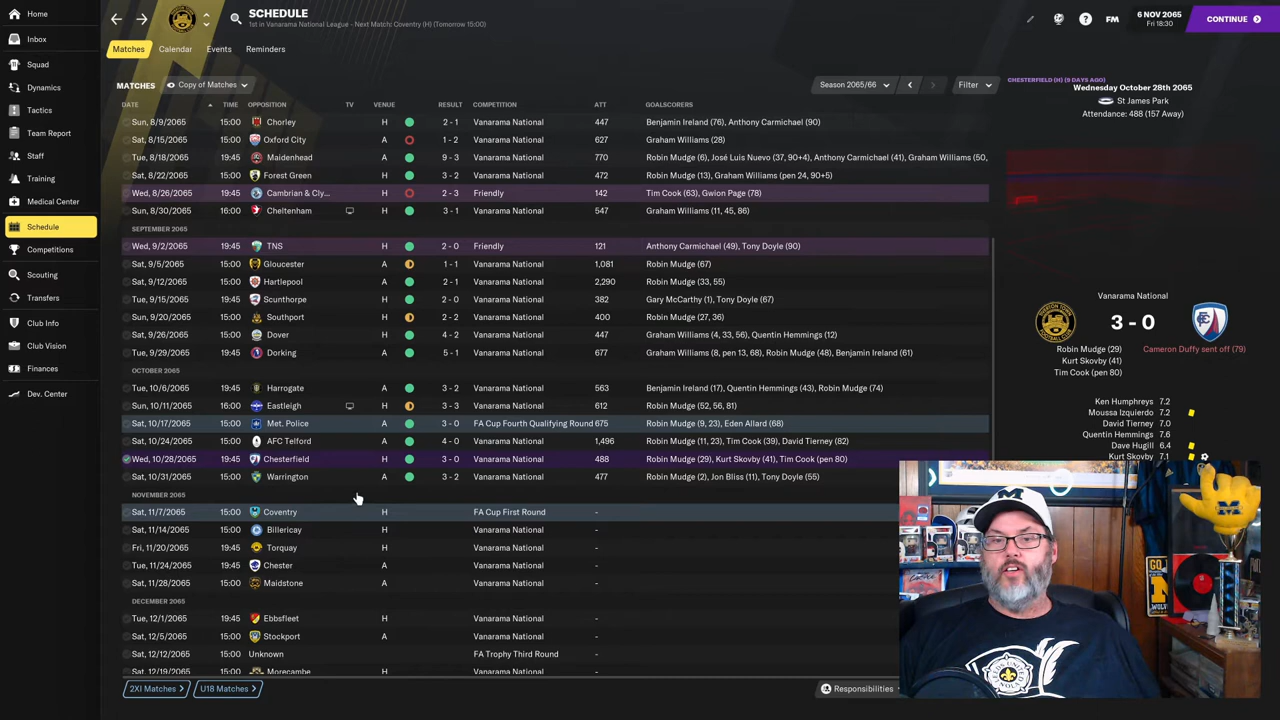 Home
SCHEDULE
1st in Vanarama National League - Next Match: Coventry (H) (Tomorrow 15:00)
FM
6 NOV 2065
Fri 18:30
CONTINUE
Inbox
Squad
Dynamics
Tactics
Team Report
Staff
Training
Medical Center
Schedule
Competitions
Scouting
Transfers
Club Info
Club Vision
Finances
Dev. Center
Matches Calendar Events Reminders
MATCHES Copy of Matches Season 2065/66 Filter
DATE TIME OPPOSITION TV VENUE RESULT COMPETITION ATT GOALSCORERS
Sun, 8/9/2065 15:00 Chorley H 2 - 1 Vanarama National 447 Benjamin Ireland (76), Anthony Carmichael (90)
Sat, 8/15/2065 15:00 Oxford City A 1 - 2 Vanarama National 627 Graham Williams (28)
Tue, 8/18/2065 19:45 Maidenhead A 9 - 3 Vanarama National 770 Robin Mudge (6), José Luis Nuevo (37, 90+4), Anthony Carmichael (41), Graham Williams (50,
Sat, 8/22/2065 15:00 Forest Green H 3 - 2 Vanarama National 472 Robin Mudge (13), Graham Williams (pen 24, 90+5)
Wed, 8/26/2065 19:45 Cambrian & Cly... H 2 - 3 Friendly 142 Tim Cook (63), Gwion Page (78)
Sun, 8/30/2065 16:00 Cheltenham H 3 - 1 Vanarama National 547 Graham Williams (11, 45, 86)
SEPTEMBER 2065
Wed, 9/2/2065 19:45 TNS H 2 - 0 Friendly 121 Anthony Carmichael (49), Tony Doyle (90)
Sat, 9/5/2065 15:00 Gloucester A 1 - 1 Vanarama National 1,081 Robin Mudge (67)
Sat, 9/12/2065 15:00 Hartlepool A 2 - 1 Vanarama National 2,290 Robin Mudge (33, 55)
Tue, 9/15/2065 19:45 Scunthorpe H 2 - 0 Vanarama National 382 Gary McCarthy (1), Tony Doyle (67)
Sun, 9/20/2065 15:00 Southport H 2 - 2 Vanarama National 400 Robin Mudge (27, 36)
Sat, 9/26/2065 15:00 Dover H 4 - 2 Vanarama National 447 Graham Williams (4, 33, 56), Quentin Hemmings (12)
Tue, 9/29/2065 19:45 Dorking A 5 - 1 Vanarama National 677 Graham Williams (8, pen 13, 68), Robin Mudge (48), Benjamin Ireland (61)
OCTOBER 2065
Tue, 10/6/2065 19:45 Harrogate A 3 - 2 Vanarama National 563 Benjamin Ireland (17), Quentin Hemmings (43), Robin Mudge (74)
Sun, 10/11/2065 16:00 Eastleigh H 3 - 3 Vanarama National 612 Robin Mudge (52, 56, 81)
Sat, 10/17/2065 15:00 Met. Police A 3 - 0 FA Cup Fourth Qualifying Round 675 Robin Mudge (9, 23), Eden Allard (68)
Sat, 10/24/2065 15:00 AFC Telford A 4 - 0 Vanarama National 1,496 Robin Mudge (11, 23), Tim Cook (39), David Tierney (82)
Wed, 10/28/2065 19:45 Chesterfield H 3 - 0 Vanarama National 488 Robin Mudge (29), Kurt Skovby (41), Tim Cook (pen 80)
Sat, 10/31/2065 15:00 Warrington A 3 - 2 Vanarama National 477 Robin Mudge (2), Jon Bliss (11), Tony Doyle (55)
NOVEMBER 2065
Sat, 11/7/2065 15:00 Coventry H FA Cup First Round -
Sat, 11/14/2065 15:00 Billericay H Vanarama National -
Fri, 11/20/2065 19:45 Torquay H Vanarama National -
Tue, 11/24/2065 19:45 Chester A Vanarama National -
Sat, 11/28/2065 15:00 Maidstone A Vanarama National -
DECEMBER 2065
Tue, 12/1/2065 19:45 Ebbsfleet H Vanarama National -
Sat, 12/5/2065 15:00 Stockport A Vanarama National -
Sat, 12/12/2065 15:00 Unknown FA Trophy Third Round -
Sat, 12/19/2065 15:00 Morecambe H Vanarama National -
2XI Matches U18 Matches Responsibilities
CHESTERFIELD (H) (9 DAYS AGO)
Wednesday October 28th 2065
St James Park
Attendance: 488 (157 Away)
Vanarama National
3 - 0
Robin Mudge (29)
Kurt Skovby (41)
Tim Cook (pen 80)
Cameron Duffy sent off (79)
Ken Humphreys 7.2
Moussa Izquierdo 7.2
David Tierney 7.0
Quentin Hemmings 7.6
Dave Hugill 6.4
Kurt Skovby 7.1